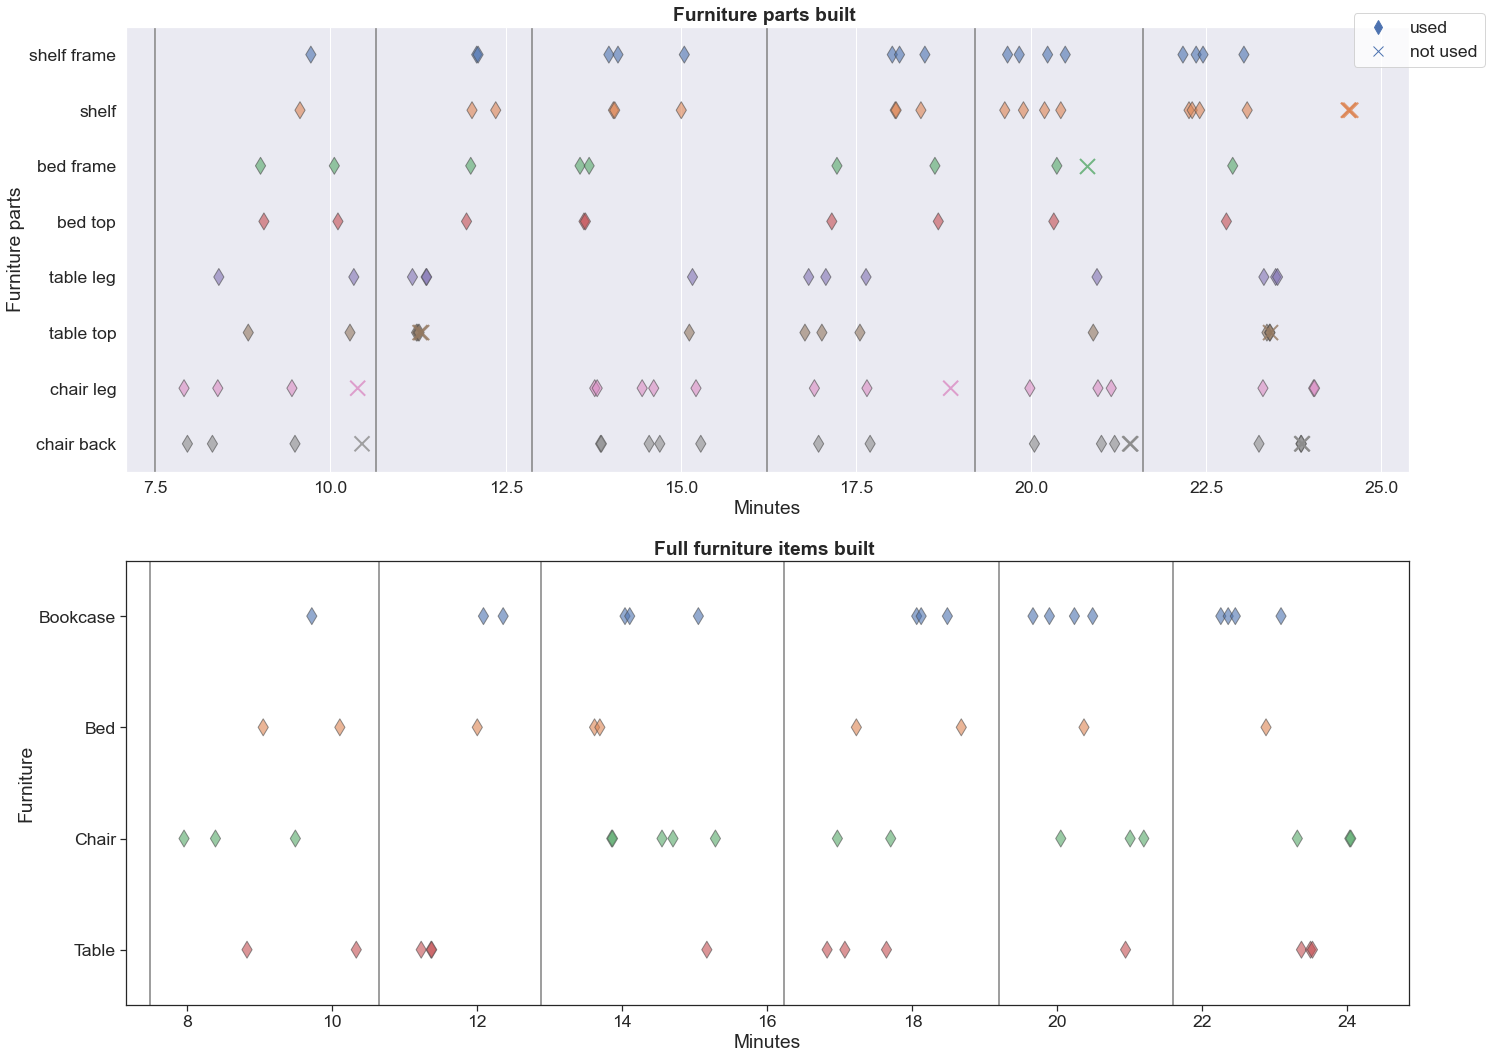 Furniture parts built
used
not used
shelf frame
shelf
bed frame
bed top
table leg
table top
chair leg
chair back
Furniture parts
7.5 10.0 12.5 15.0 17.5 20.0 22.5 25.0
Minutes
Full furniture items built
Bookcase
Bed
Chair
Table
Furniture
8 10 12 14 16 18 20 22 24
Minutes